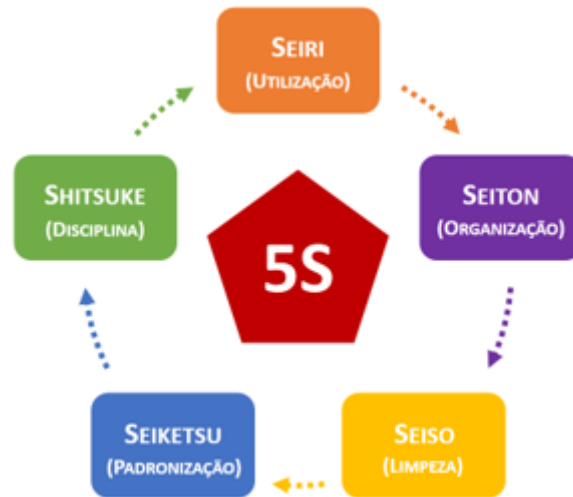 SEIRI
(UTILIZAÇÃO)
SHITSUKE
(DISCIPLINA)
SEITON
(ORGANIZAÇÃO)
5S
SEIKETSU
(PADRONIZAÇÃO)
SEISO
(LIMPEZA)